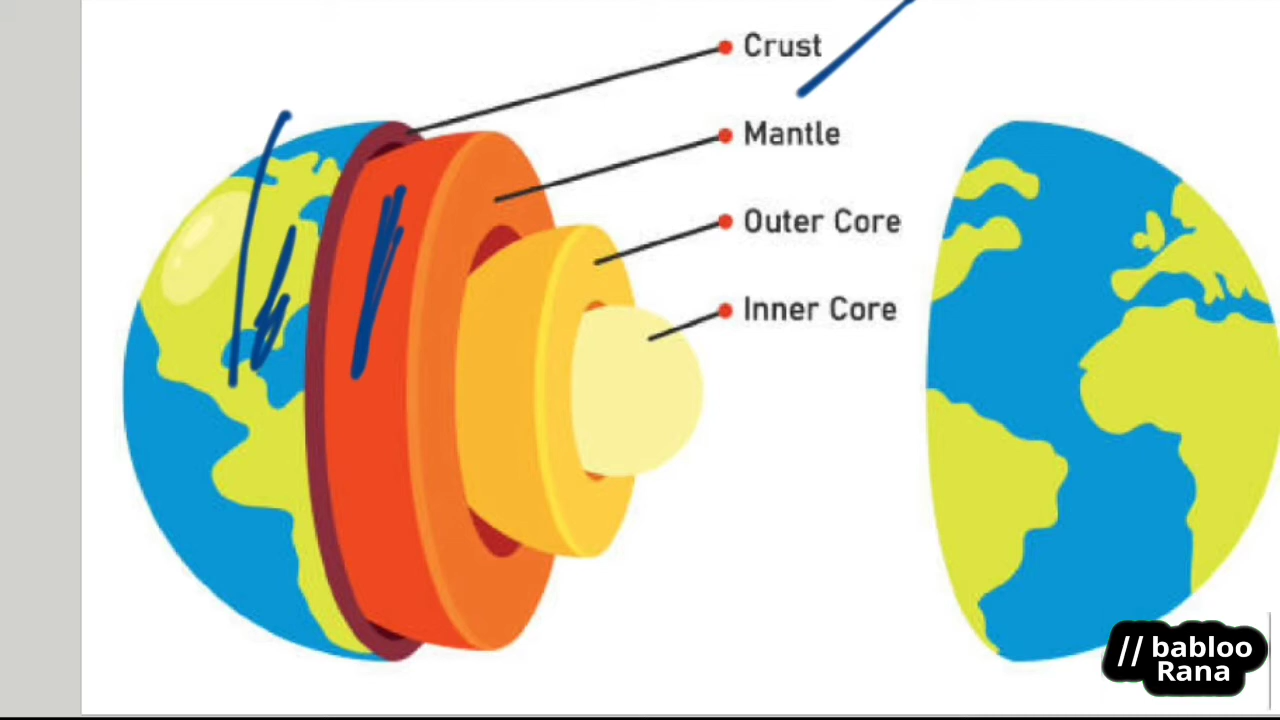 Crust
Mantle
Outer Core
Inner Core
// babloo
Rana